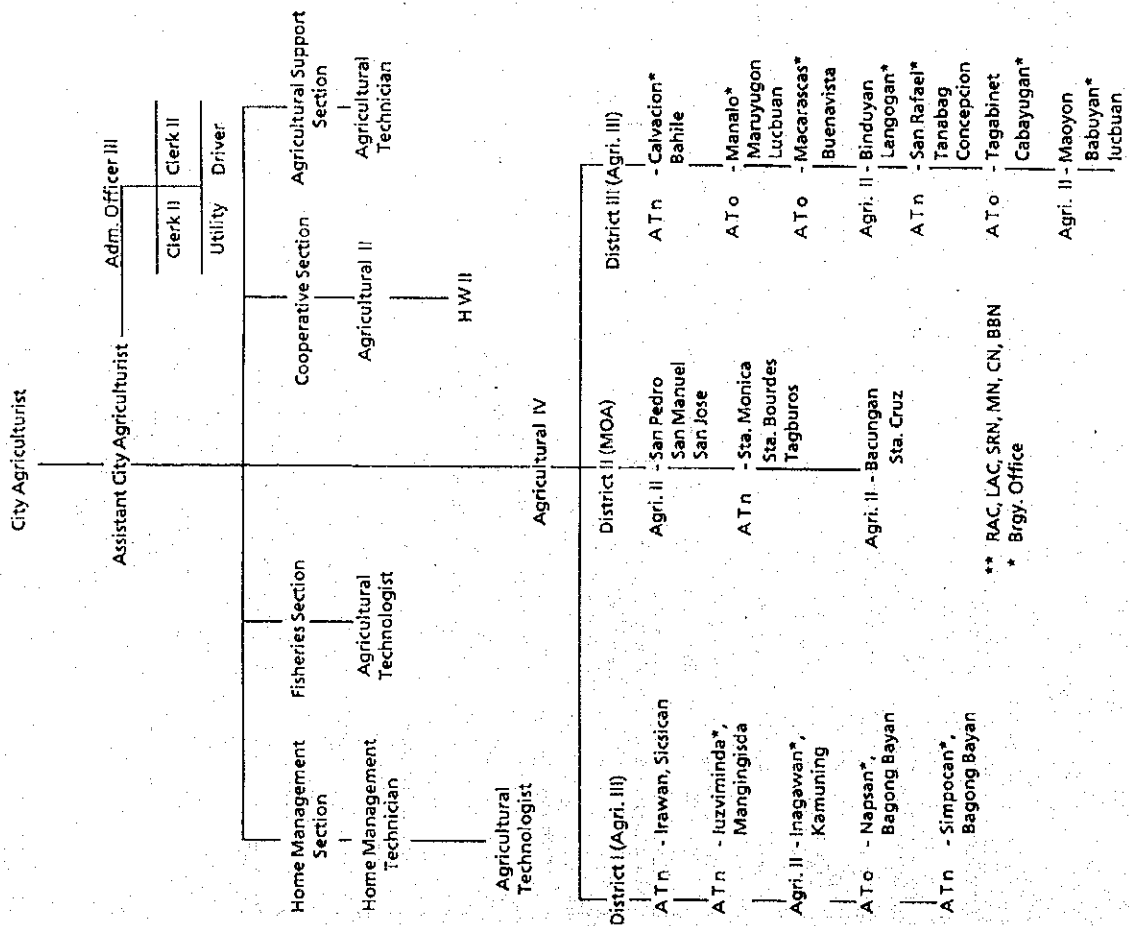 City Agriculturist
Assistant City Agriculturist
Adm. Officer III
Clerk II Clerk II
Utility Driver
Home Management
Section
Home Management
Technician
Agricultural
Technologist
Fisheries Section
Agricultural
Technologist
Cooperative Section
Agricultural II
H W II
Agricultural Support
Section
Agricultural
Technician
Agricultural IV
District I (Agri. III)
A T n - Irawan, Sicsican
A T n - Iuzviminda*,
Mangingisda
Agri. II - Inagawan*,
Kamuning
A T o - Napsan*,
Bagong Bayan
A T n - Simpocan*,
Bagong Bayan
District II (MOA)
Agri. II - San Pedro
San Manuel
San Jose
A T n - Sta. Monica
Sta. Bourdes
Tagburos
Agri. II - Bacungan
Sta. Cruz
District III (Agri. III)
A T n - Calvacion*
Bahile
A T o - Manalo*
Maruyugon
Lucbuan
A T o - Macarascas*
Buenavista
Agri. II - Binduyan
Langogan*
A T n - San Rafael*
Tanabag
Concepcion
A T o - Tagabinet
Cabayugan*
Agri. II - Maoyon
Babuyan*
Iucbuan
** RAC, LAC, SRN, MN, CN, BBN
* Brgy. Office